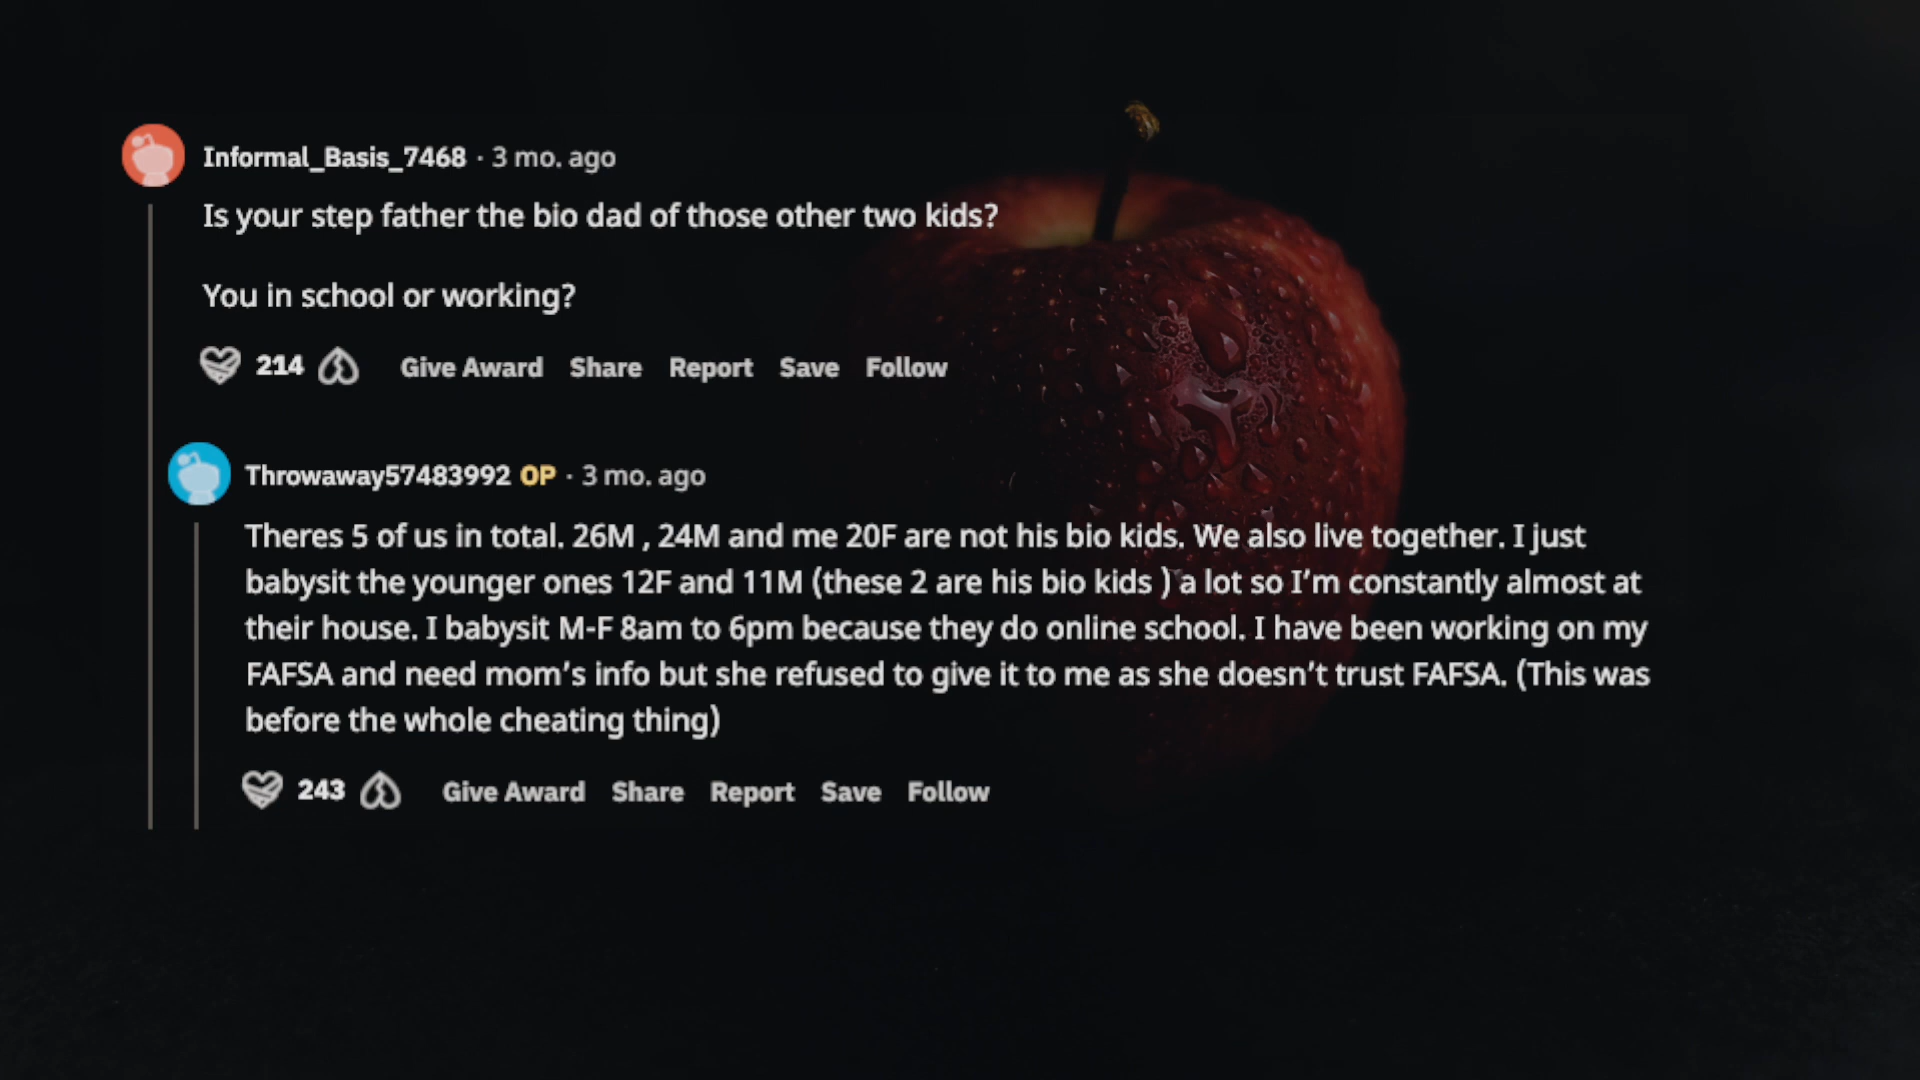 Informal_Basis_7468 · 3 mo. ago
Is your step father the bio dad of those other two kids?
You in school or working?
214 Give Award Share Report Save Follow
Throwaway57483992 OP · 3 mo. ago
Theres 5 of us in total. 26M , 24M and me 20F are not his bio kids. We also live together. I just
babysit the younger ones 12F and 11M (these 2 are his bio kids ) a lot so I’m constantly almost at
their house. I babysit M-F 8am to 6pm because they do online school. I have been working on my
FAFSA and need mom’s info but she refused to give it to me as she doesn’t trust FAFSA. (This was
before the whole cheating thing)
243 Give Award Share Report Save Follow